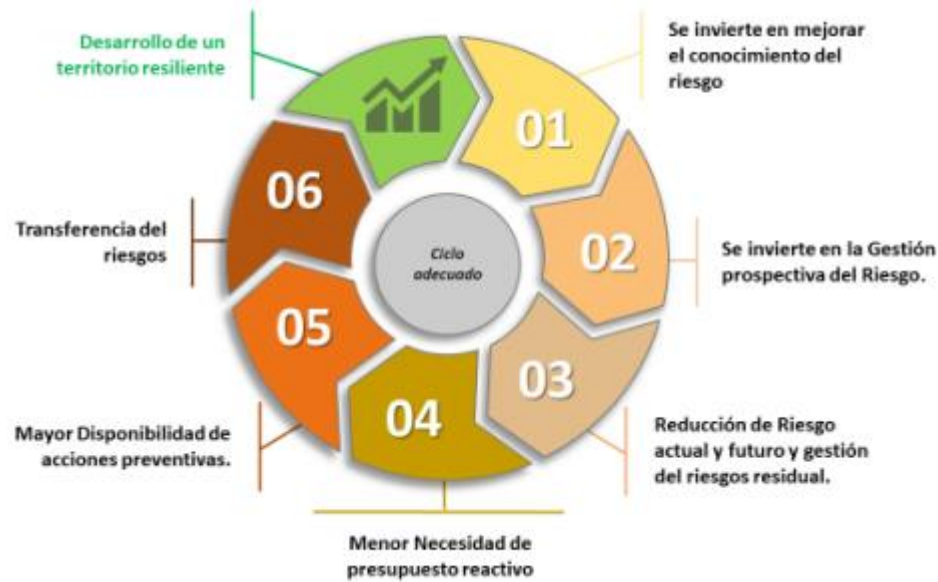 Desarrollo de un
territorio resiliente
Se invierte en mejorar
el conocimiento del
riesgo
01
06
Transferencia del
riesgos
Ciclo
adecuado
02
Se invierte en la Gestión
prospectiva del Riesgo.
05
03
04
Mayor Disponibilidad de
acciones preventivas.
Reducción de Riesgo
actual y futuro y gestión
del riesgos residual.
Menor Necesidad de
presupuesto reactivo